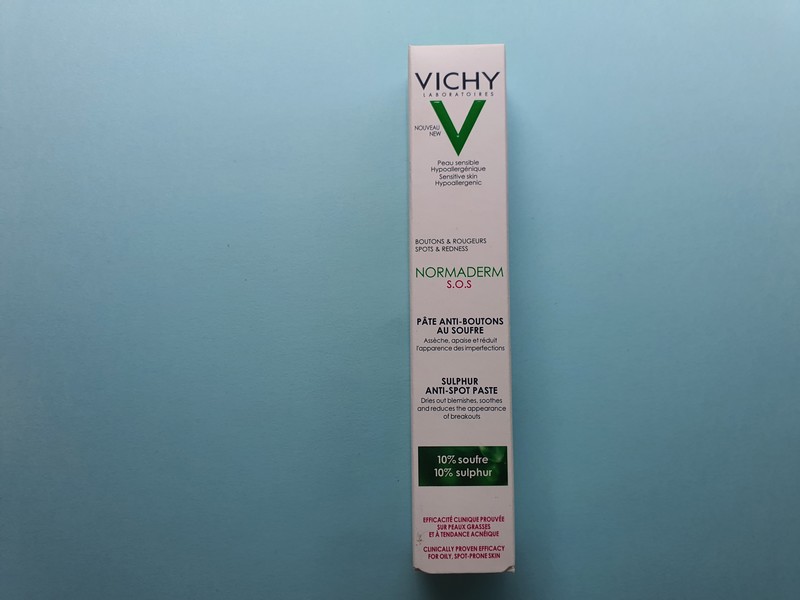 VICHY
LABORATOIRES
NOUVEAU
NEW
Peau sensible
Hypoallergénique
Sensitive skin
Hypoallergenic
BOUTONS & ROUGEURS
SPOTS & REDNESS
NORMADERM
S.O.S
PÂTE ANTI-BOUTONS
AU SOUFRE
Assèche, apaise et réduit
l'apparence des imperfections
SULPHUR
ANTI-SPOT PASTE
Dries out blemishes, soothes
and reduces the appearance
of breakouts
10% soufre
10% sulphur
EFFICACITÉ CLINIQUE PROUVÉE
SUR PEAUX GRASSES
ET À TENDANCE ACNÉIQUE
CLINICALLY PROVEN EFFICACY
FOR OILY, SPOT-PRONE SKIN